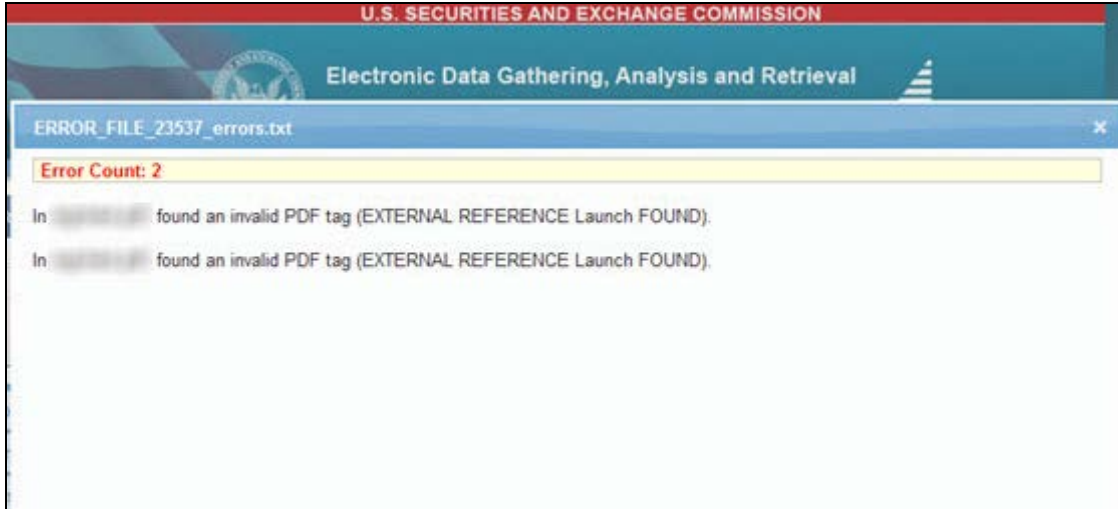 U.S. SECURITIES AND EXCHANGE COMMISSION
Electronic Data Gathering, Analysis and Retrieval
ERROR_FILE_23537_errors.txt
Error Count: 2
In found an invalid PDF tag (EXTERNAL REFERENCE Launch FOUND).
In found an invalid PDF tag (EXTERNAL REFERENCE Launch FOUND).